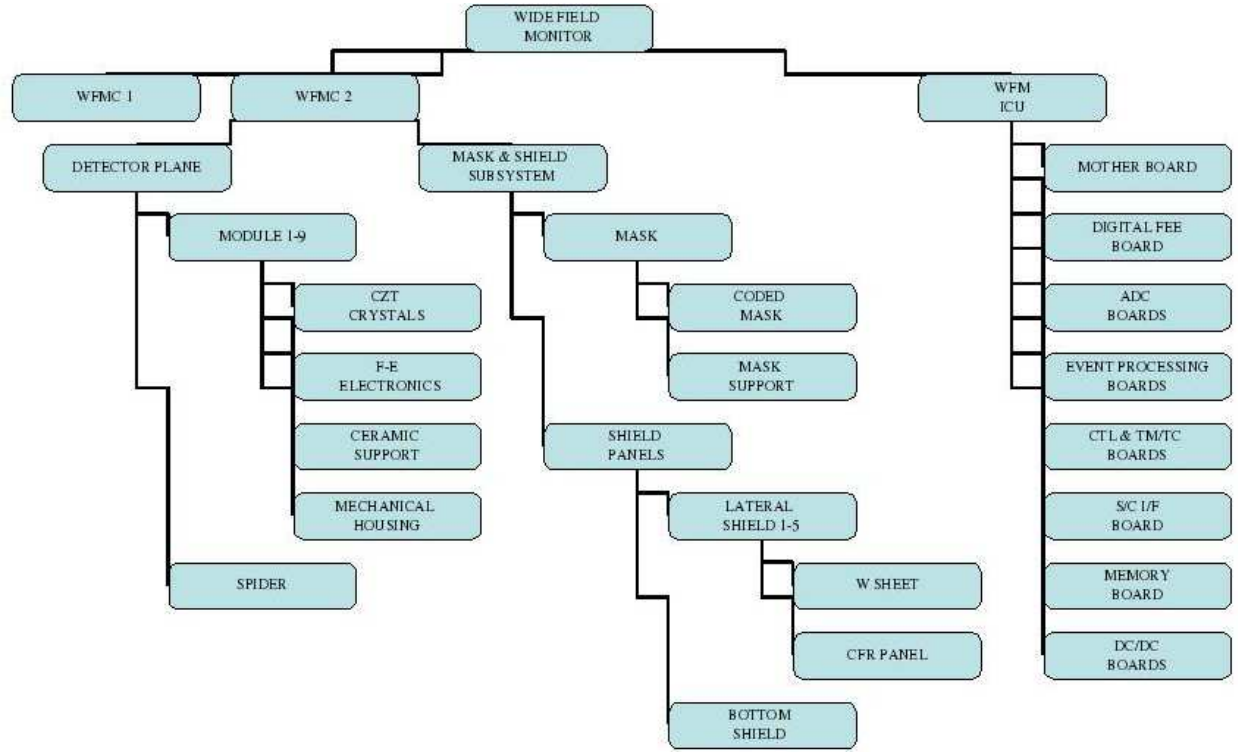 WIDE FIELD
MONITOR
WFMC 1
WFMC 2
WFM
ICU
DETECTOR PLANE
MASK & SHIELD
SUBSYSTEM
MOTHER BOARD
MODULE 1-9
MASK
DIGITAL FEE
BOARD
CZT
CRYSTALS
CODED
MASK
ADC
BOARDS
F-E
ELECTRONICS
MASK
SUPPORT
EVENT PROCESSING
BOARDS
CERAMIC
SUPPORT
SHIELD
PANELS
CTL & TM/TC
BOARDS
MECHANICAL
HOUSING
LATERAL
SHIELD 1-5
S/C I/F
BOARD
SPIDER
W SHEET
MEMORY
BOARD
CFR PANEL
DC/DC
BOARDS
BOTTOM
SHIELD